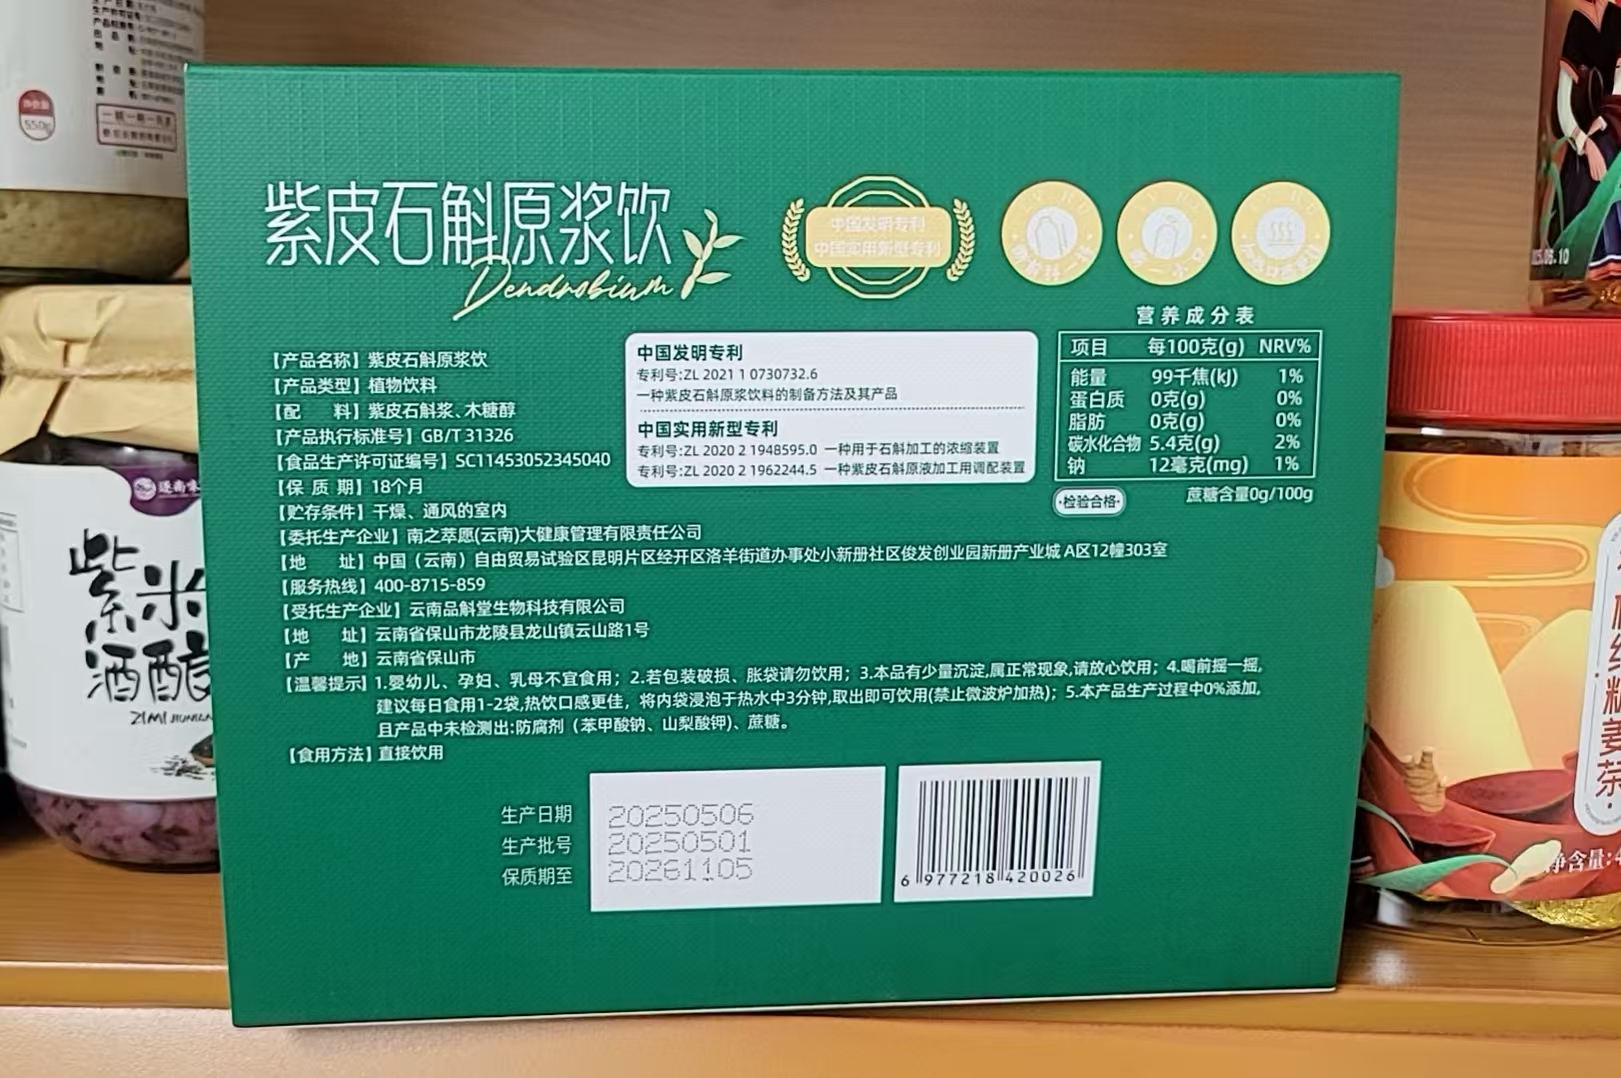 紫皮石斛原浆饮
Dendrobium
中国发明专利
中国实用新型专利
【产品名称】紫皮石斛原浆饮
【产品类型】植物饮料
【配 料】紫皮石斛浆、木糖醇
【产品执行标准号】GB/T 31326
【食品生产许可证编号】SC11453052345040
【保 质 期】18个月
【贮存条件】干燥、通风的室内
【委托生产企业】南之萃愿(云南)大健康管理有限责任公司
【地 址】中国（云南）自由贸易试验区昆明片区经开区洛羊街道办事处小新册社区俊发创业园新册产业城 A区12幢303室
【服务热线】400-8715-859
【受托生产企业】云南品斛堂生物科技有限公司
【地 址】云南省保山市龙陵县龙山镇云山路1号
【产 地】云南省保山市
【温馨提示】1.婴幼儿、孕妇、乳母不宜食用；2.若包装破损、胀袋请勿饮用；3.本品有少量沉淀,属正常现象,请放心饮用；4.喝前摇一摇,
建议每日食用1-2袋,热饮口感更佳，将内袋浸泡于热水中3分钟,取出即可饮用(禁止微波炉加热)；5.本产品生产过程中0%添加,
且产品中未检测出:防腐剂（苯甲酸钠、山梨酸钾)、蔗糖。
【食用方法】直接饮用
中国发明专利
专利号:ZL 2021 1 0730732.6
一种紫皮石斛原浆饮料的制备方法及其产品
中国实用新型专利
专利号:ZL 2020 2 1948595.0 一种用于石斛加工的浓缩装置
专利号:ZL 2020 2 1962244.5 一种紫皮石斛原液加工用调配装置
营养成分表
项目 每100克(g) NRV%
能量 99千焦(kJ) 1%
蛋白质 0克(g) 0%
脂肪 0克(g) 0%
碳水化合物 5.4克(g) 2%
钠 12毫克(mg) 1%
·检验合格·
蔗糖含量0g/100g
生产日期 20250506
生产批号 20250501
保质期至 20261105
6 977218 420026
550g
紫米
酒酿
ZIMI JIUNIANG
净含量:4